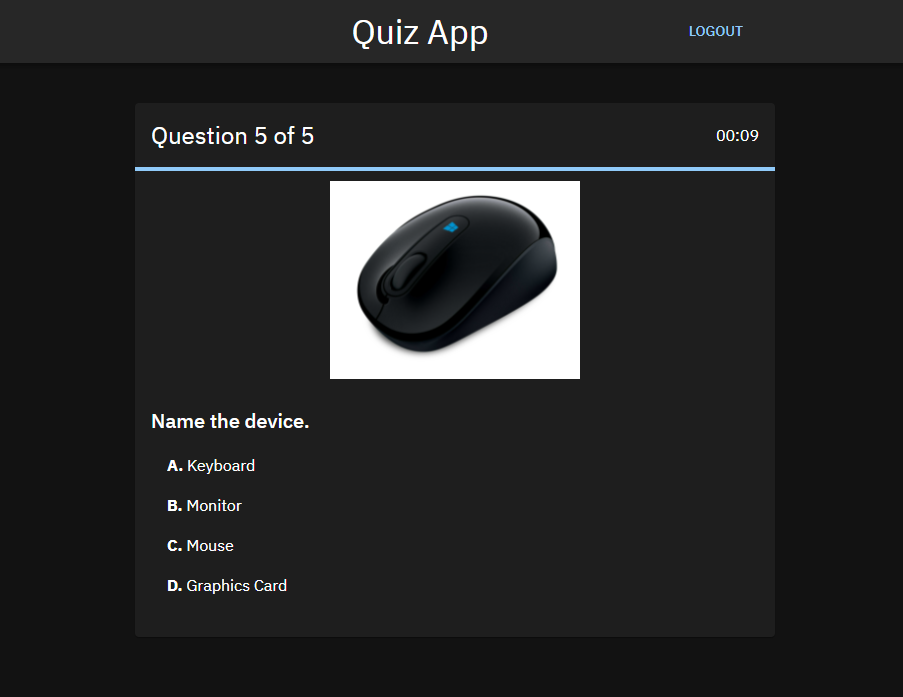 Quiz App
LOGOUT
Question 5 of 5
00:09
Name the device.
A. Keyboard
B. Monitor
C. Mouse
D. Graphics Card